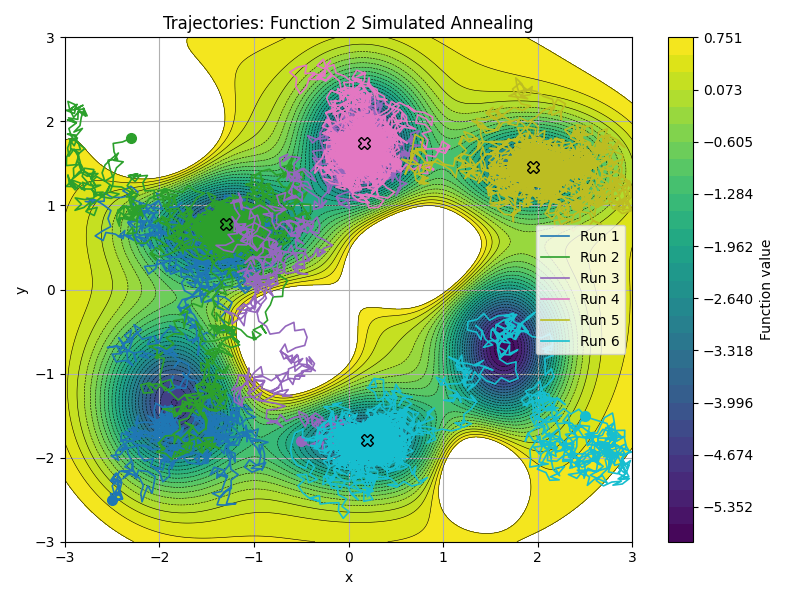 Trajectories: Function 2 Simulated Annealing
3
2
1
0
−1
−2
−3
y
−3
−2
−1
0
1
2
3
x
Run 1
Run 2
Run 3
Run 4
Run 5
Run 6
0.751
0.073
−0.605
−1.284
−1.962
−2.640
−3.318
−3.996
−4.674
−5.352
Function value